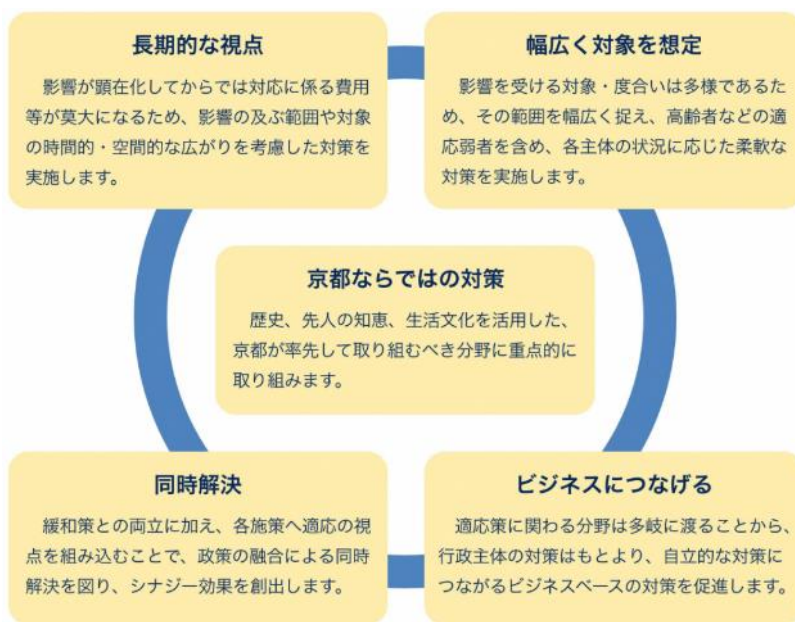 長期的な視点
影響が顕在化してからでは対応に係る費用
等が莫大になるため、影響の及ぶ範囲や対象
の時間的・空間的な広がりを考慮した対策を
実施します。
幅広く対象を想定
影響を受ける対象・度合いは多様であるた
め、その範囲を幅広く捉え、高齢者などの適
応弱者を含め、各主体の状況に応じた柔軟な
対策を実施します。
京都ならではの対策
歴史、先人の知恵、生活文化を活用した、
京都が率先して取り組むべき分野に重点的に
取り組みます。
同時解決
緩和策との両立に加え、各施策へ適応の視
点を組み込むことで、政策の融合による同時
解決を図り、シナジー効果を創出します。
ビジネスにつなげる
適応策に関わる分野は多岐に渡ることから、
行政主体の対策はもとより、自立的な対策に
つながるビジネスベースの対策を促進します。